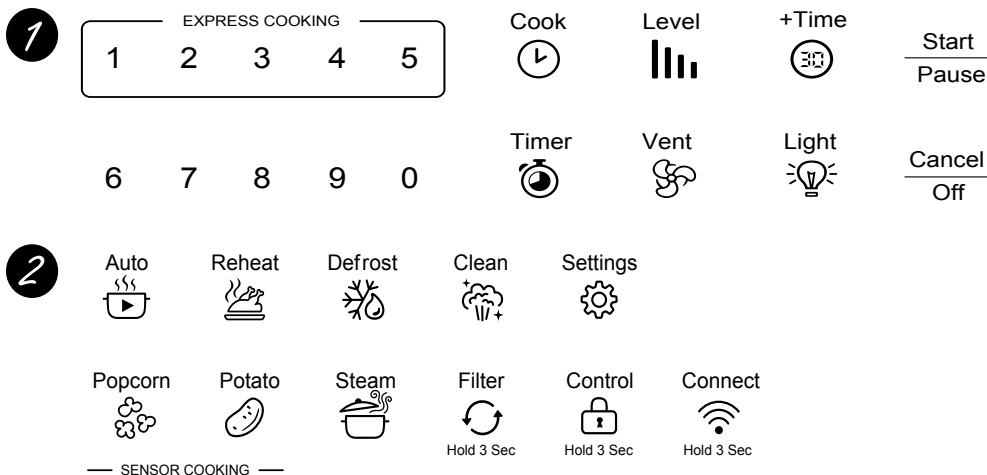 1
EXPRESS COOKING
1 2 3 4 5
Cook
Level
+Time
30
Start
Pause
6 7 8 9 0
Timer
Vent
Light
Cancel
Off
2
Auto
Reheat
Defrost
Clean
Settings
Popcorn
Potato
Steam
Filter
Hold 3 Sec
Control
Hold 3 Sec
Connect
Hold 3 Sec
SENSOR COOKING